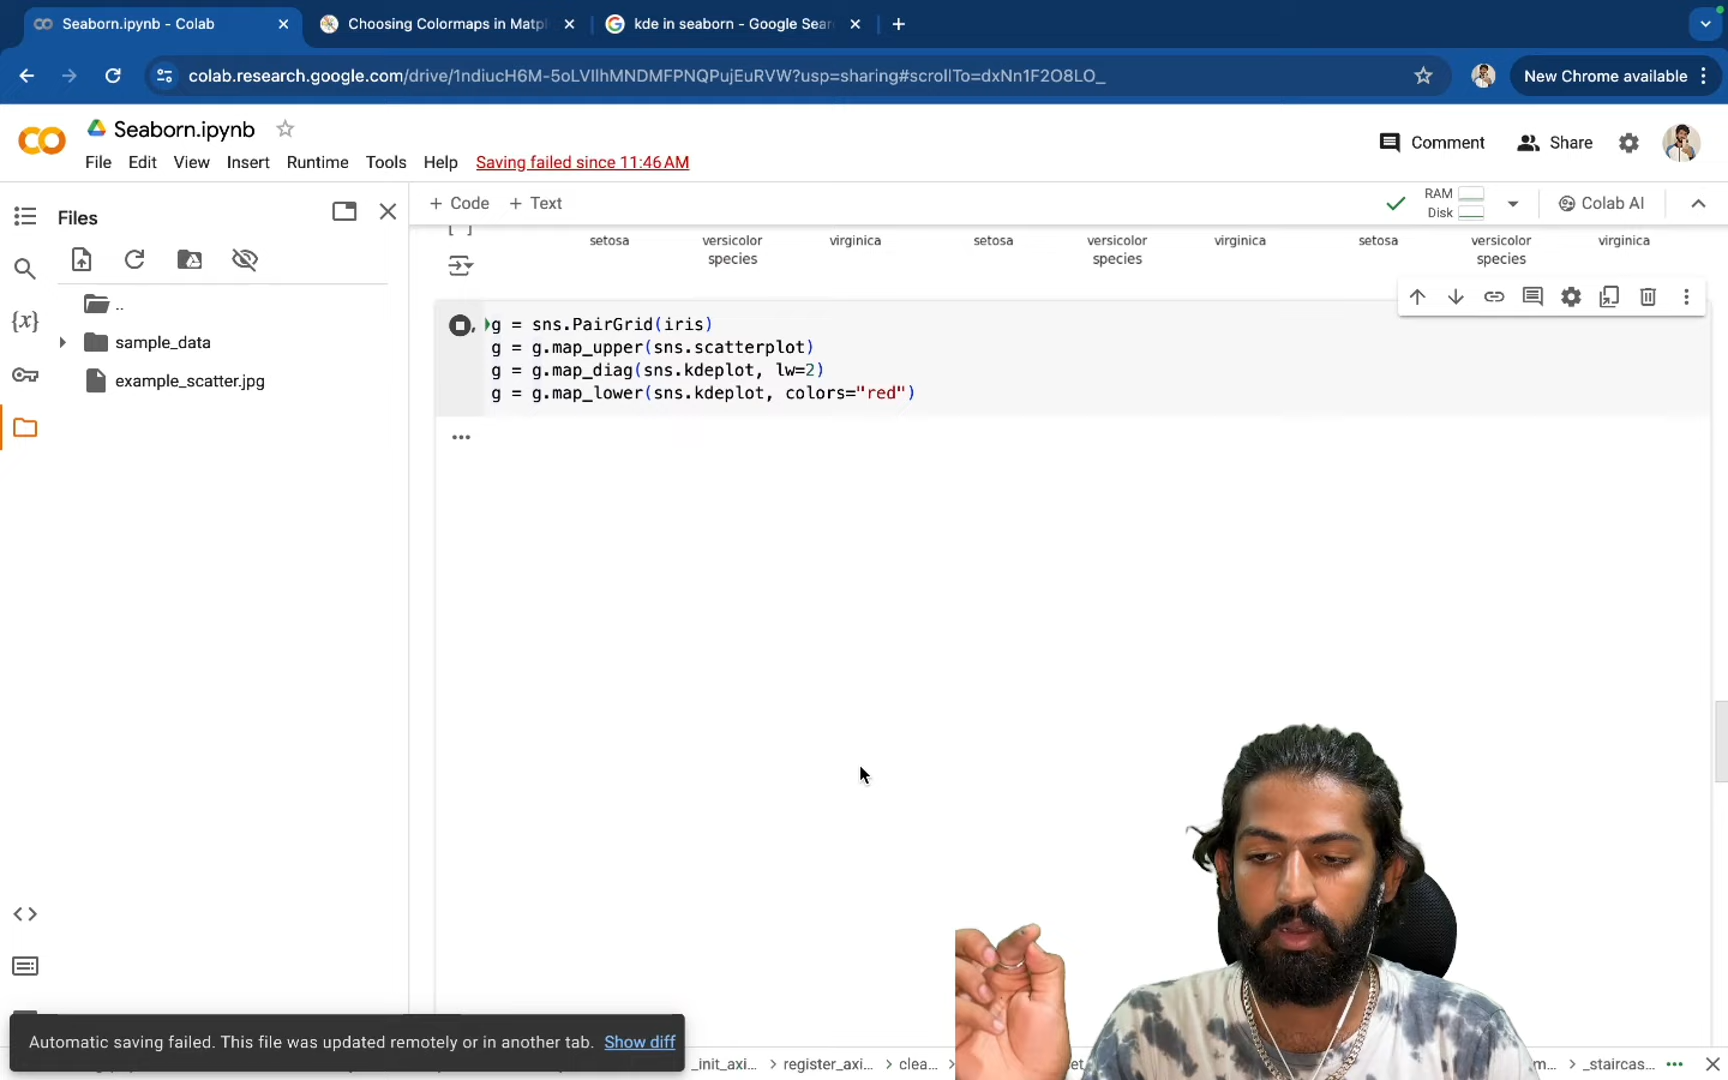 Seaborn.ipynb - Colab
Choosing Colormaps in Matpl
kde in seaborn - Google Sear
colab.research.google.com/drive/1ndiucH6M-5oLVIlhMNDMFPNQPujEuRVW?usp=sharing#scrollTo=dxNn1F2O8LO_
New Chrome available
CO
Seaborn.ipynb
File Edit View Insert Runtime Tools Help Saving failed since 11:46 AM
Comment
Share
Files
+ Code + Text
RAM
Disk
Colab AI
[ ]
setosa versicolor virginica setosa versicolor virginica setosa versicolor virginica
species species species
{x}
..
sample_data
example_scatter.jpg
g = sns.PairGrid(iris)
g = g.map_upper(sns.scatterplot)
g = g.map_diag(sns.kdeplot, lw=2)
g = g.map_lower(sns.kdeplot, colors="red")
...
Automatic saving failed. This file was updated remotely or in another tab. Show diff
_init_axi... > register_axi... > clea... > et m... > _staircas... ...